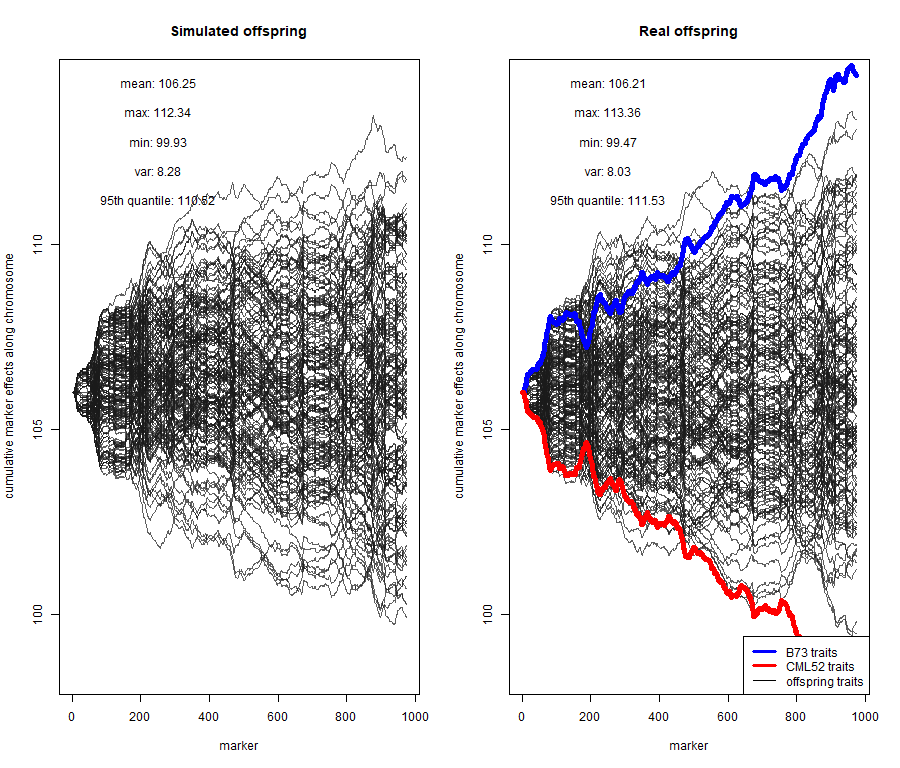 Simulated offspring
mean: 106.25
max: 112.34
min: 99.93
var: 8.28
95th quantile: 110.52
cumulative marker effects along chromosome
110
105
100
0 200 400 600 800 1000
marker
Real offspring
mean: 106.21
max: 113.36
min: 99.47
var: 8.03
95th quantile: 111.53
cumulative marker effects along chromosome
110
105
100
B73 traits
CML52 traits
offspring traits
0 200 400 600 800 1000
marker